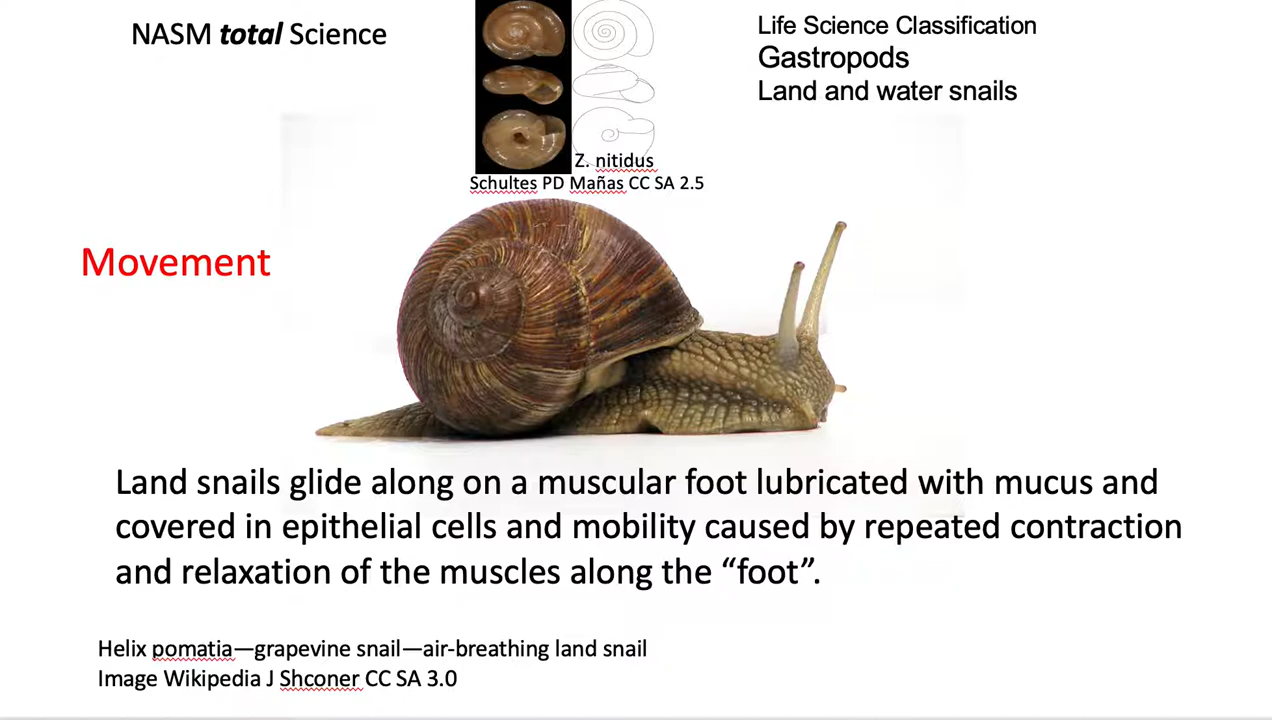 NASM total Science
Life Science Classification
Gastropods
Land and water snails
Z. nitidus
Schultes PD Mañas CC SA 2.5
Movement
Land snails glide along on a muscular foot lubricated with mucus and
covered in epithelial cells and mobility caused by repeated contraction
and relaxation of the muscles along the “foot”.
Helix pomatia—grapevine snail—air-breathing land snail
Image Wikipedia J Shconer CC SA 3.0